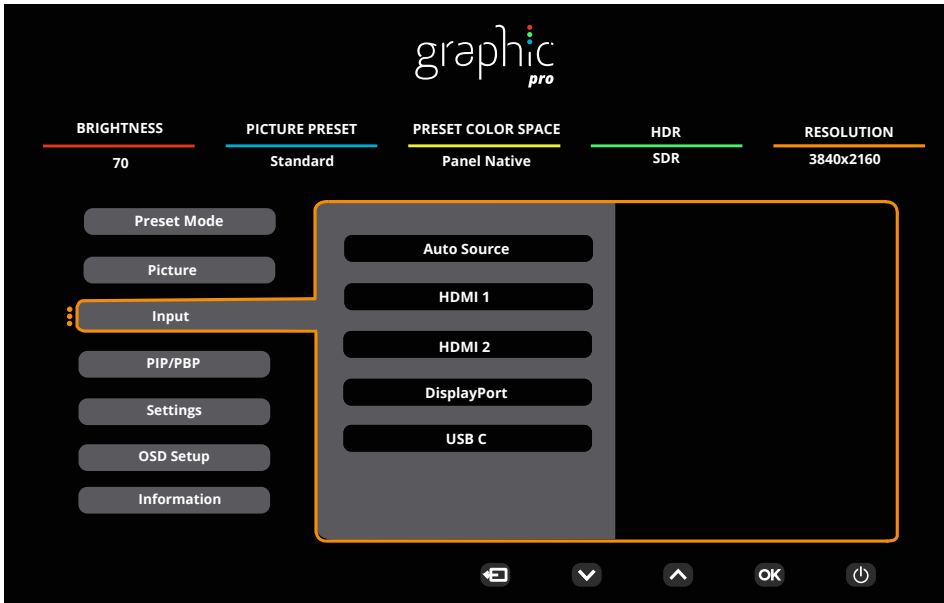 graphic
pro
BRIGHTNESS
PICTURE PRESET
PRESET COLOR SPACE
HDR
RESOLUTION
70
Standard
Panel Native
SDR
3840x2160
Preset Mode
Picture
Input
PIP/PBP
Settings
OSD Setup
Information
Auto Source
HDMI 1
HDMI 2
DisplayPort
USB C
OK